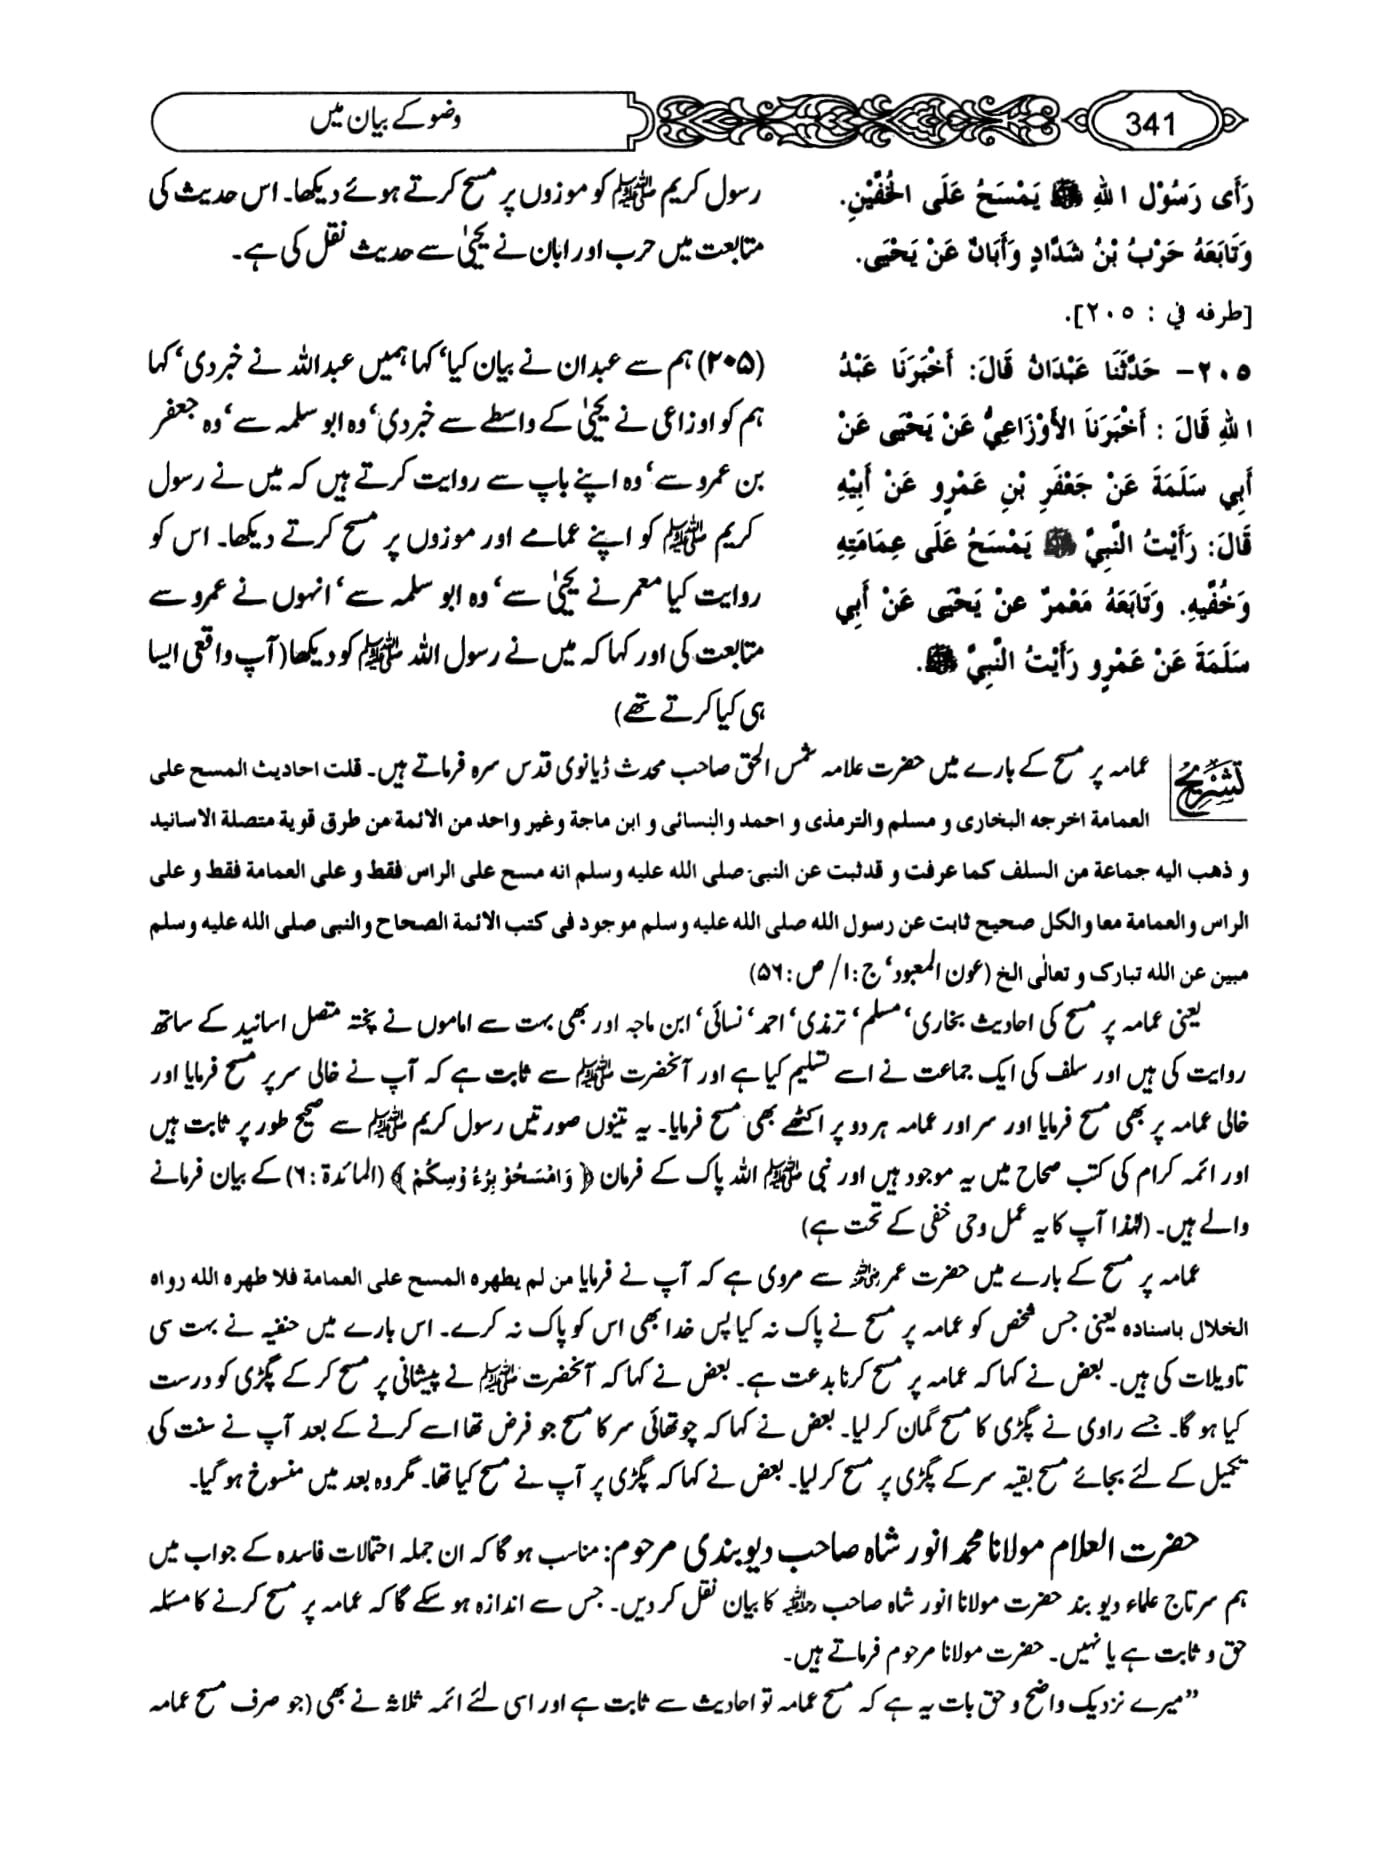 341
وضو کے بیان میں
رَأَى رَسُوْلَ اللهِ ﷺ يَمْسَحُ عَلَى الْخُفَّيْنِ.
وَتَابَعَهُ حَرْبُ بْنُ شَدَّادٍ وَأَبَانُ عَنْ يَحْيَى.
[طرفه في : ٢٠٥].
٢٠٥- حَدَّثَنَا عَبْدَانُ قَالَ: أَخْبَرَنَا عَبْدُ
اللهِ قَالَ : أَخْبَرَنَا الأَوْزَاعِيُّ عَنْ يَحْيَى عَنْ
أَبِي سَلَمَةَ عَنْ جَعْفَرِ بْنِ عَمْرٍو عَنْ أَبِيْهِ
قَالَ: رَأَيْتُ النَّبِيَّ ﷺ يَمْسَحُ عَلَى عِمَامَتِهِ
وَخُفَّيهِ. وَتَابَعَهُ مَعْمَرٌ عَنْ يَحْيَى عَنْ أَبِي
سَلَمَةَ عَنْ عَمْرٍو رَأَيْتُ النَّبِيَّ ﷺ.
رسول کریم ﷺ کو موزوں پر مسح کرتے ہوئے دیکھا۔ اس حدیث کی
متابعت میں حرب اور ابان نے یحییٰ سے حدیث نقل کی ہے۔
(۲۰۵) ہم سے عبدان نے بیان کیا‘ کہا ہمیں عبداللہ نے خبر دی‘ کہا
ہم کو اوزاعی نے یحییٰ کے واسطے سے خبر دی‘ وہ ابو سلمہ سے‘ وہ جعفر
بن عمرو سے‘ وہ اپنے باپ سے روایت کرتے ہیں کہ میں نے رسول
کریم ﷺ کو اپنے عمامے اور موزوں پر مسح کرتے دیکھا۔ اس کو
روایت کیا معمر نے یحییٰ سے‘ وہ ابو سلمہ سے‘ انہوں نے عمرو سے
متابعت کی اور کہا کہ میں نے رسول اللہ ﷺ کو دیکھا (آپ واقعی ایسا
ہی کیا کرتے تھے)
تشریح
عمامہ پر مسح کے بارے میں حضرت علامہ شمس الحق صاحب محدث ڈیانوی قدس سرہ فرماتے ہیں۔ قلت احادیث المسح علی
العمامة اخرجه البخاری و مسلم والترمذی و احمد والنسائی و ابن ماجة وغیر واحد من الائمة من طرق قویة متصلة الاسانید
و ذهب الیه جماعة من السلف کما عرفت و قد ثبت عن النبی صلی الله علیه وسلم انه مسح علی الراس فقط و علی العمامة فقط و علی
الراس والعمامة معا والکل صحیح ثابت عن رسول الله صلی الله علیه وسلم موجود فی کتب الائمة الصحاح والنبی صلی الله علیه وسلم
مبین عن الله تبارک و تعالٰی الخ (عون المعبود‘ ج:۱/ ص:۵۶)
یعنی عمامہ پر مسح کی احادیث بخاری‘ مسلم‘ ترمذی‘ احمد‘ نسائی‘ ابن ماجہ اور بھی بہت سے اماموں نے پختہ متصل اسانید کے ساتھ
روایت کی ہیں اور سلف کی ایک جماعت نے اسے تسلیم کیا ہے اور آنحضرت ﷺ سے ثابت ہے کہ آپ نے خالی سر پر مسح فرمایا اور
خالی عمامہ پر بھی مسح فرمایا اور سر اور عمامہ ہر دو پر اکٹھے بھی مسح فرمایا۔ یہ تینوں صورتیں رسول کریم ﷺ سے صحیح طور پر ثابت ہیں
اور ائمہ کرام کی کتب صحاح میں یہ موجود ہیں اور نبی ﷺ اللہ پاک کے فرمان ﴿ وَامْسَحُوْ بِرُءُ وْسِكُمْ ﴾ (المائدة :۶) کے بیان فرمانے
والے ہیں۔ (لہٰذا آپ کا یہ عمل وحی خفی کے تحت ہے)
عمامہ پر مسح کے بارے میں حضرت عمر رضی اللہ عنہ سے مروی ہے کہ آپ نے فرمایا من لم یطهره المسح علی العمامة فلا طهره الله رواه
الخلال باسناده یعنی جس شخص کو عمامہ پر مسح نے پاک نہ کیا پس خدا بھی اس کو پاک نہ کرے۔ اس بارے میں حنفیہ نے بہت سی
تاویلات کی ہیں۔ بعض نے کہا کہ عمامہ پر مسح کرنا بدعت ہے۔ بعض نے کہا کہ آنحضرت ﷺ نے پیشانی پر مسح کر کے پگڑی کو درست
کیا ہو گا۔ جسے راوی نے پگڑی کا مسح گمان کر لیا۔ بعض نے کہا کہ چوتھائی سر کا مسح جو فرض تھا اسے کرنے کے بعد آپ نے سنت کی
تکمیل کے لئے بجائے مسح بقیہ سر کے پگڑی پر مسح کر لیا۔ بعض نے کہا کہ پگڑی پر آپ نے مسح کیا تھا۔ مگر وہ بعد میں منسوخ ہو گیا۔
حضرت العلام مولانا محمد انور شاہ صاحب دیوبندی مرحوم: مناسب ہو گا کہ ان جملہ احتمالات فاسدہ کے جواب میں
ہم سرتاج علماء دیوبند حضرت مولانا انور شاہ صاحب رحمہ اللہ کا بیان نقل کر دیں۔ جس سے اندازہ ہو سکے گا کہ عمامہ پر مسح کرنے کا مسئلہ
حق و ثابت ہے یا نہیں۔ حضرت مولانا مرحوم فرماتے ہیں۔
”میرے نزدیک واضح و حق بات یہ ہے کہ مسح عمامہ تو احادیث سے ثابت ہے اور اسی لئے ائمہ ثلاثہ نے بھی (جو صرف مسح عمامہ